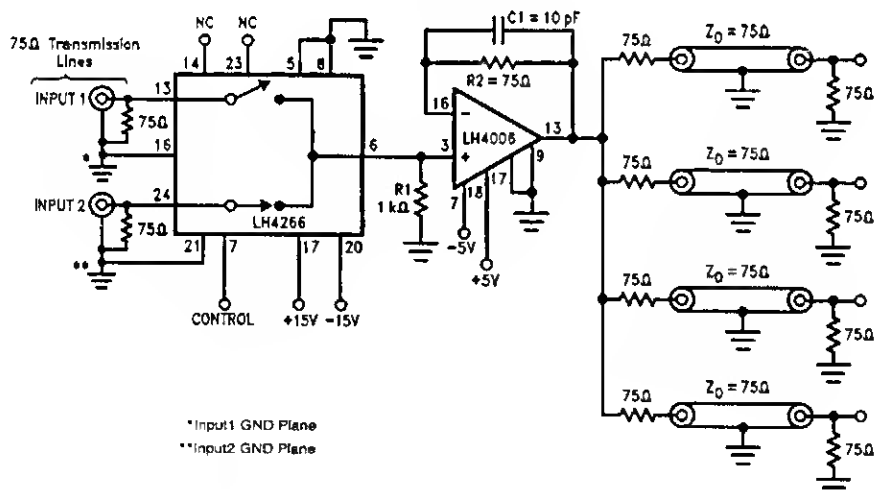 75Ω Transmission
Lines
NC
NC
14
23
5
8
INPUT 1
13
75Ω
*
16
INPUT 2
24
LH4266
75Ω
**
21
7
17
20
CONTROL
+15V
-15V
6
R1
1 kΩ
C1 = 10 pF
R2 = 75Ω
16
-
3
+
LH4006
13
9
17
18
7
-5V
+5V
75Ω
Z₀ = 75Ω
75Ω
75Ω
Z₀ = 75Ω
75Ω
75Ω
Z₀ = 75Ω
75Ω
75Ω
Z₀ = 75Ω
75Ω
*Input1 GND Plane
**Input2 GND Plane